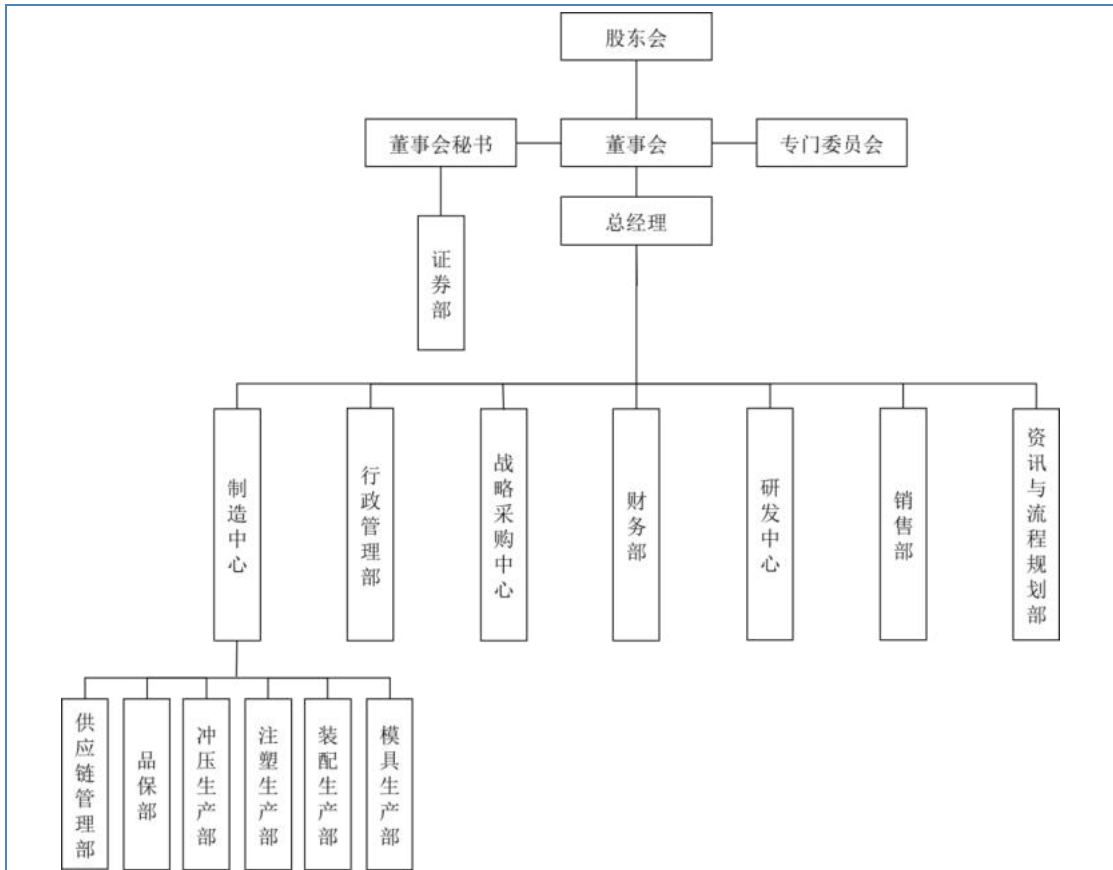 股东会
董事会秘书
董事会
专门委员会
总经理
证券部
制造中心
行政管理部
战略采购中心
财务部
研发中心
销售部
资讯与流程规划部
供应链管理部
品保部
冲压生产部
注塑生产部
装配生产部
模具生产部